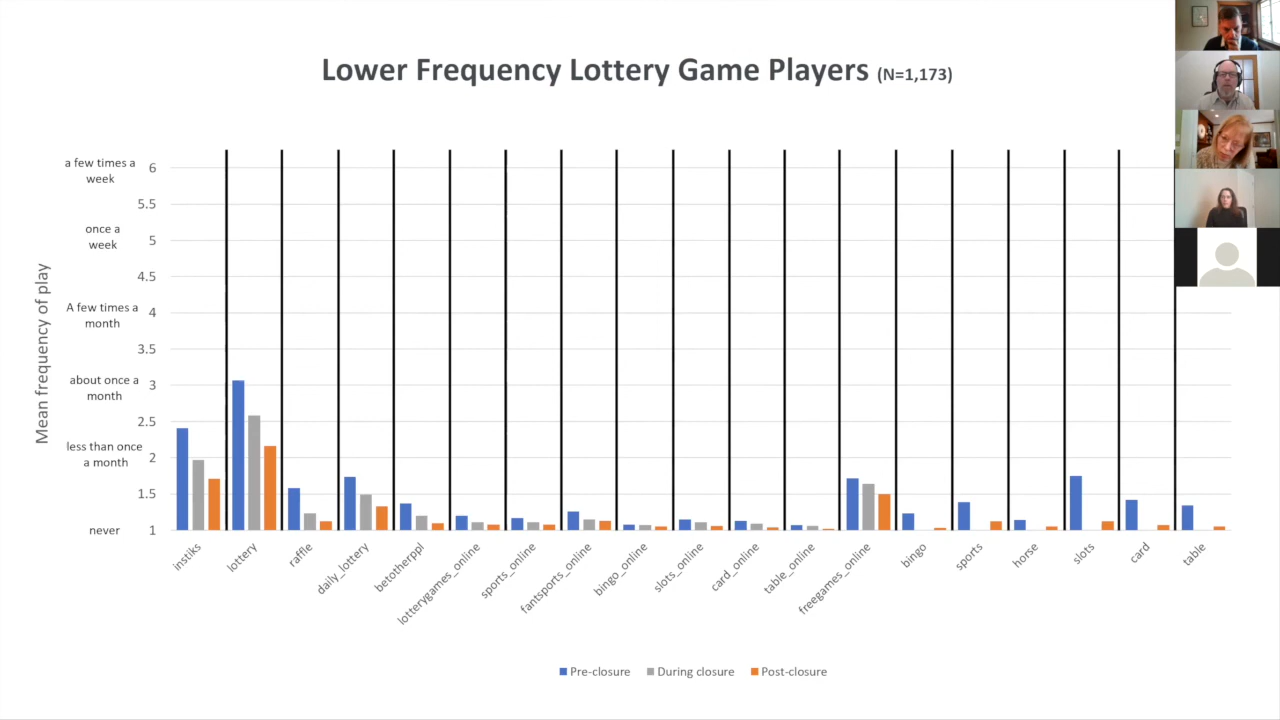 Lower Frequency Lottery Game Players (N=1,173)
Mean frequency of play
a few times a
week
once a
week
A few times a
month
about once a
month
less than once
a month
never
6
5.5
5
4.5
4
3.5
3
2.5
2
1.5
1
instiks
lottery
raffle
daily_lottery
betotherppl
lotterygames_online
sports_online
fantsports_online
bingo_online
slots_online
card_online
table_online
freegames_online
bingo
sports
horse
slots
card
table
Pre-closure
During closure
Post-closure